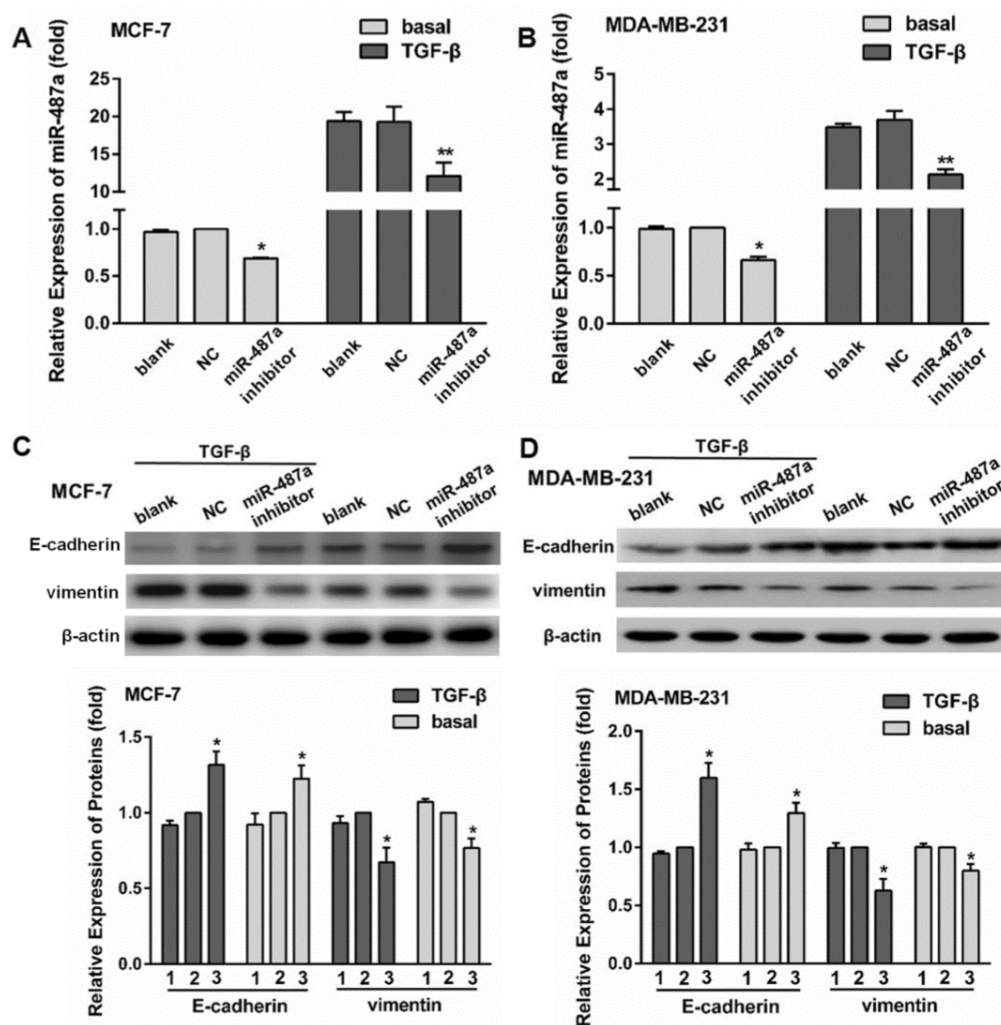 A
MCF-7
basal
TGF-β
Relative Expression of miR-487a (fold)
25
20
15
10
1.0
0.5
0.0
blank
NC
miR-487a
inhibitor
blank
NC
miR-487a
inhibitor
*
**
B
MDA-MB-231
basal
TGF-β
Relative Expression of miR-487a (fold)
5
4
3
2
1.0
0.5
0.0
blank
NC
miR-487a
inhibitor
blank
NC
miR-487a
inhibitor
*
**
C
TGF-β
MCF-7
blank
NC
miR-487a
inhibitor
blank
NC
miR-487a
inhibitor
E-cadherin
vimentin
β-actin
MCF-7
TGF-β
basal
Relative Expression of Proteins (fold)
1.5
1.0
0.5
0.0
* * * *
1 2 3 1 2 3 1 2 3 1 2 3
E-cadherin vimentin
D
TGF-β
MDA-MB-231
blank
NC
miR-487a
inhibitor
blank
NC
miR-487a
inhibitor
E-cadherin
vimentin
β-actin
MDA-MB-231
TGF-β
basal
Relative Expression of Proteins (fold)
2.0
1.5
1.0
0.5
0.0
* * * *
1 2 3 1 2 3 1 2 3 1 2 3
E-cadherin vimentin